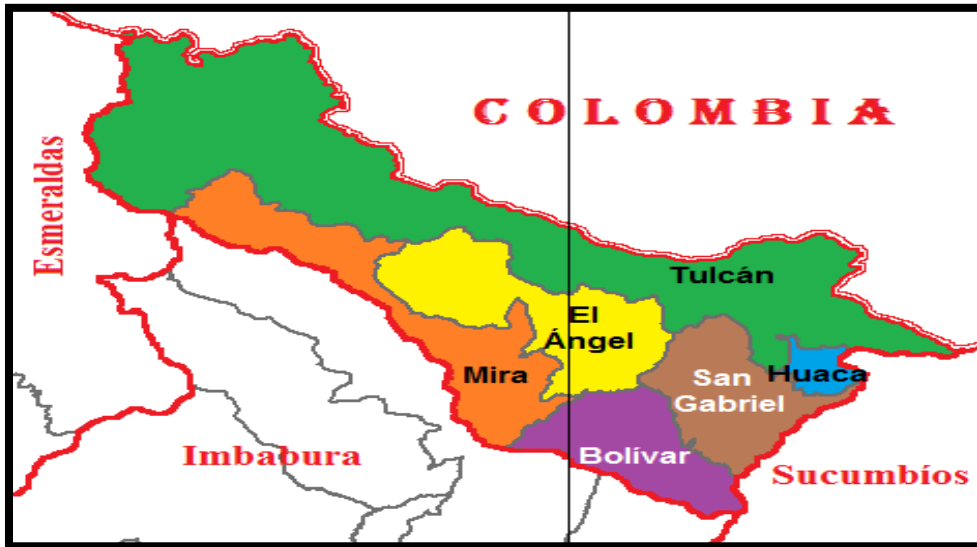 COLOMBIA
Esmeraldas
Tulcán
El
Ángel
Mira
San
Gabriel
Huaca
Bolívar
Imbabura
Sucumbíos